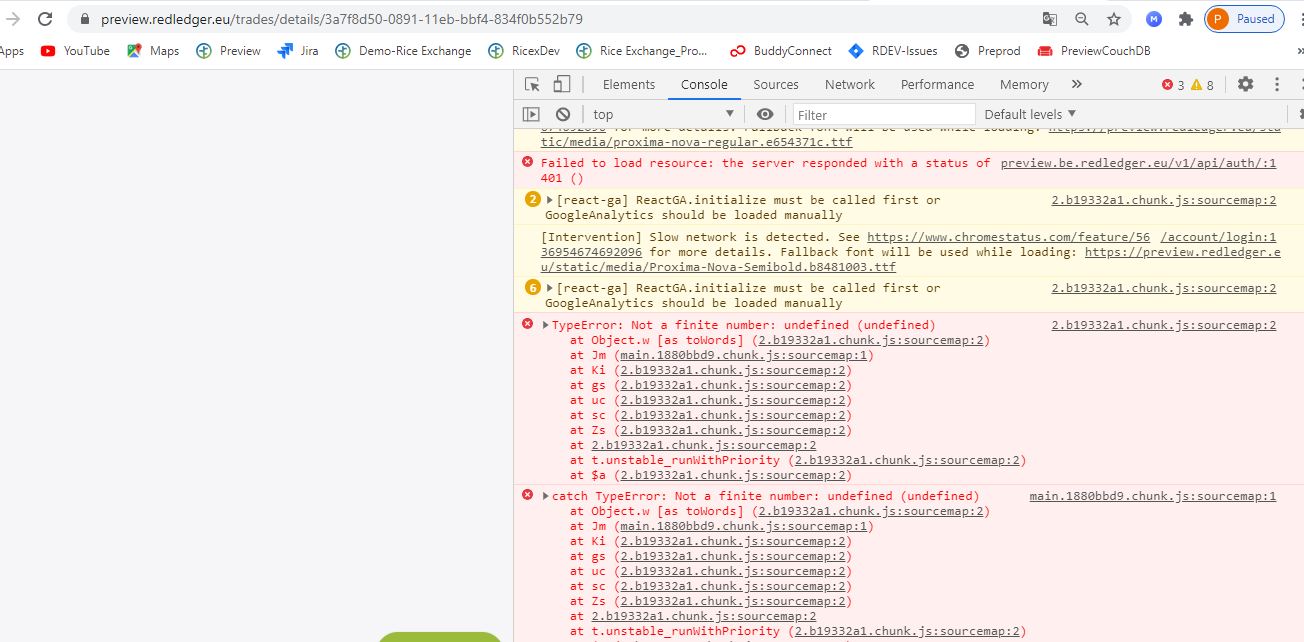 preview.redledger.eu/trades/details/3a7f8d50-0891-11eb-bbf4-834f0b552b79 P Paused
Apps YouTube Maps Preview Jira Demo-Rice Exchange RicexDev Rice Exchange_Pro... BuddyConnect RDEV-Issues Preprod PreviewCouchDB »
Elements Console Sources Network Performance Memory » 3 8
top Filter Default levels
for more details. Fallback font will be used while loading: https://preview.redledger.eu/sta
tic/media/proxima-nova-regular.e654371c.ttf
Failed to load resource: the server responded with a status of preview.be.redledger.eu/v1/api/auth/:1
401 ()
2 [react-ga] ReactGA.initialize must be called first or 2.b19332a1.chunk.js:sourcemap:2
GoogleAnalytics should be loaded manually
[Intervention] Slow network is detected. See https://www.chromestatus.com/feature/56 /account/login:1
36954674692096 for more details. Fallback font will be used while loading: https://preview.redledger.e
u/static/media/Proxima-Nova-Semibold.b8481003.ttf
6 [react-ga] ReactGA.initialize must be called first or 2.b19332a1.chunk.js:sourcemap:2
GoogleAnalytics should be loaded manually
TypeError: Not a finite number: undefined (undefined) 2.b19332a1.chunk.js:sourcemap:2
at Object.w [as toWords] (2.b19332a1.chunk.js:sourcemap:2)
at Jm (main.1880bbd9.chunk.js:sourcemap:1)
at Ki (2.b19332a1.chunk.js:sourcemap:2)
at gs (2.b19332a1.chunk.js:sourcemap:2)
at uc (2.b19332a1.chunk.js:sourcemap:2)
at sc (2.b19332a1.chunk.js:sourcemap:2)
at Zs (2.b19332a1.chunk.js:sourcemap:2)
at 2.b19332a1.chunk.js:sourcemap:2
at t.unstable_runWithPriority (2.b19332a1.chunk.js:sourcemap:2)
at $a (2.b19332a1.chunk.js:sourcemap:2)
catch TypeError: Not a finite number: undefined (undefined) main.1880bbd9.chunk.js:sourcemap:1
at Object.w [as toWords] (2.b19332a1.chunk.js:sourcemap:2)
at Jm (main.1880bbd9.chunk.js:sourcemap:1)
at Ki (2.b19332a1.chunk.js:sourcemap:2)
at gs (2.b19332a1.chunk.js:sourcemap:2)
at uc (2.b19332a1.chunk.js:sourcemap:2)
at sc (2.b19332a1.chunk.js:sourcemap:2)
at Zs (2.b19332a1.chunk.js:sourcemap:2)
at 2.b19332a1.chunk.js:sourcemap:2
at t.unstable_runWithPriority (2.b19332a1.chunk.js:sourcemap:2)